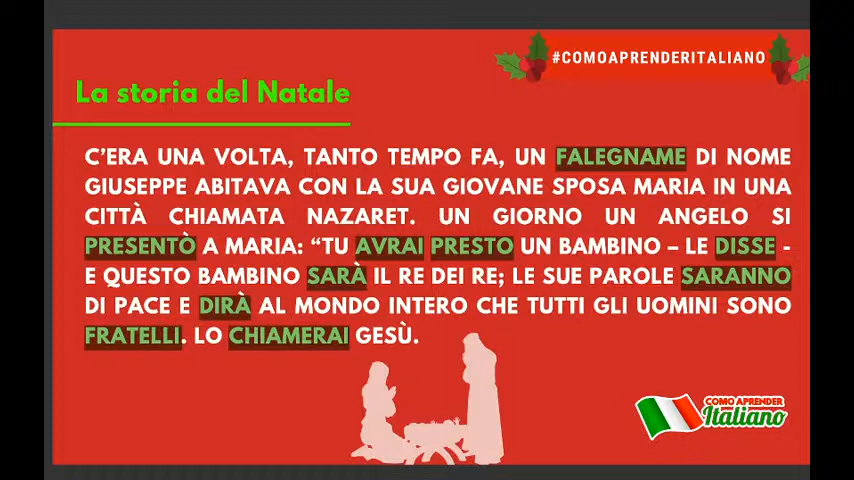 #COMOAPRENDERITALIANO
La storia del Natale
C'ERA UNA VOLTA, TANTO TEMPO FA, UN FALEGNAME DI NOME
GIUSEPPE ABITAVA CON LA SUA GIOVANE SPOSA MARIA IN UNA
CITTÀ CHIAMATA NAZARET. UN GIORNO UN ANGELO SI
PRESENTÒ A MARIA: “TU AVRAI PRESTO UN BAMBINO – LE DISSE -
E QUESTO BAMBINO SARÀ IL RE DEI RE; LE SUE PAROLE SARANNO
DI PACE E DIRÀ AL MONDO INTERO CHE TUTTI GLI UOMINI SONO
FRATELLI. LO CHIAMERAI GESÙ.
COMO APRENDER
Italiano